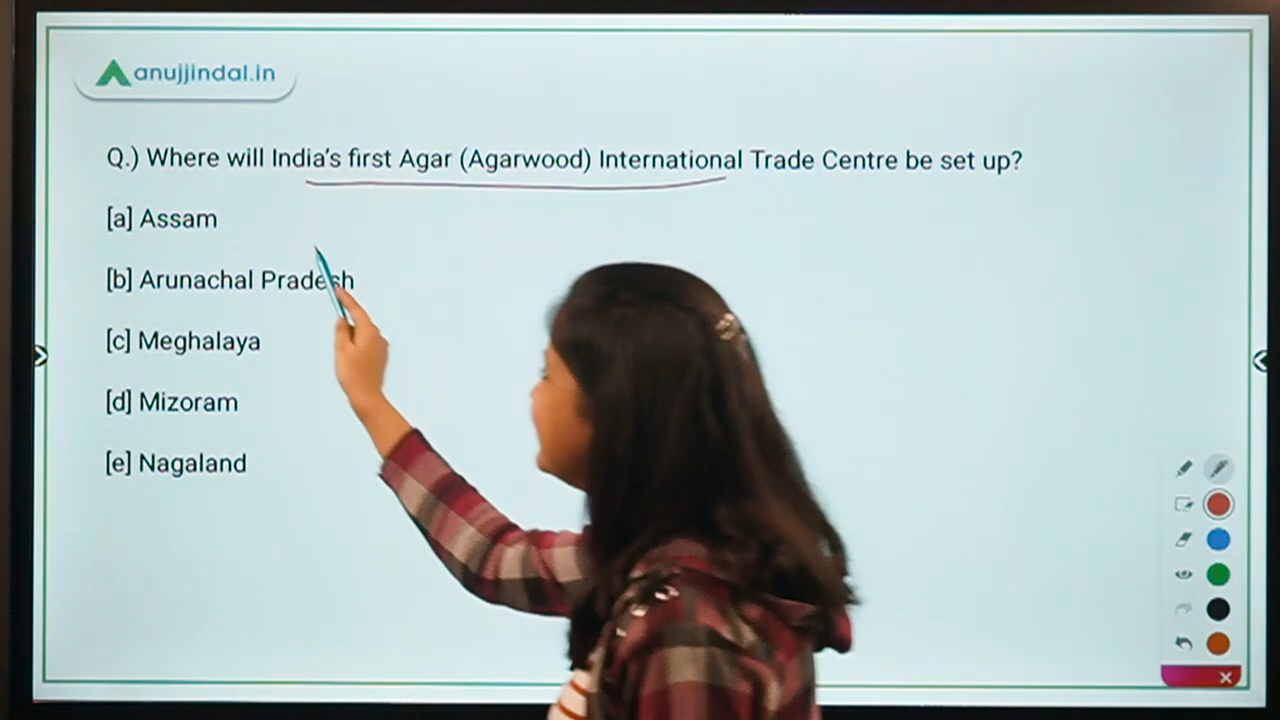 anujjindal.in
Q.) Where will India's first Agar (Agarwood) International Trade Centre be set up?
[a] Assam
[b] Arunachal Pradesh
[c] Meghalaya
[d] Mizoram
[e] Nagaland